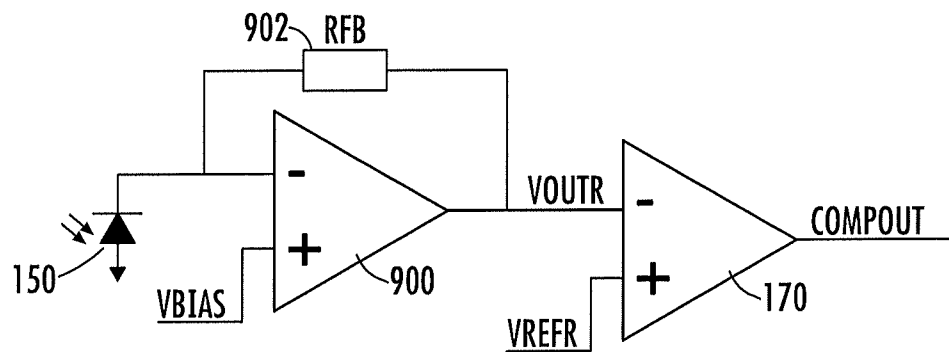 902 RFB
-
+
VOUTR
-
+
COMPOUT
150
VBIAS
900
VREFR
170